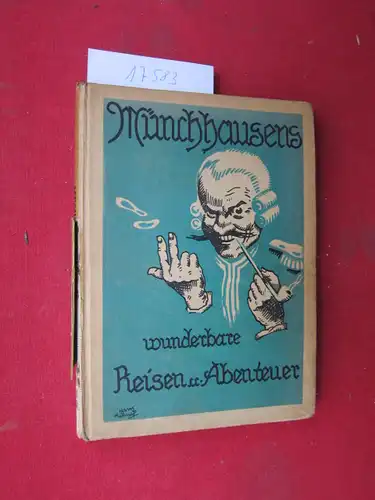 17583
Münchhausens
wunderbare
Reisen u. Abenteuer